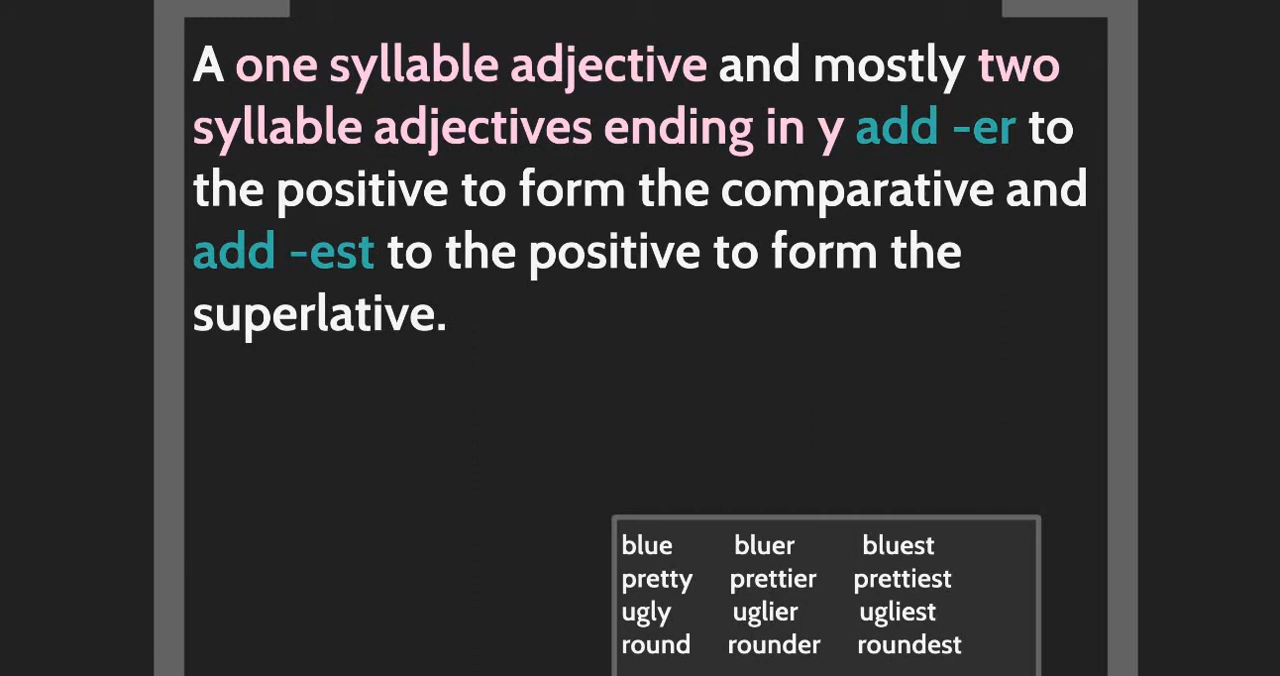 A one syllable adjective and mostly two
syllable adjectives ending in y add -er to
the positive to form the comparative and
add -est to the positive to form the
superlative.
blue bluer bluest
pretty prettier prettiest
ugly uglier ugliest
round rounder roundest